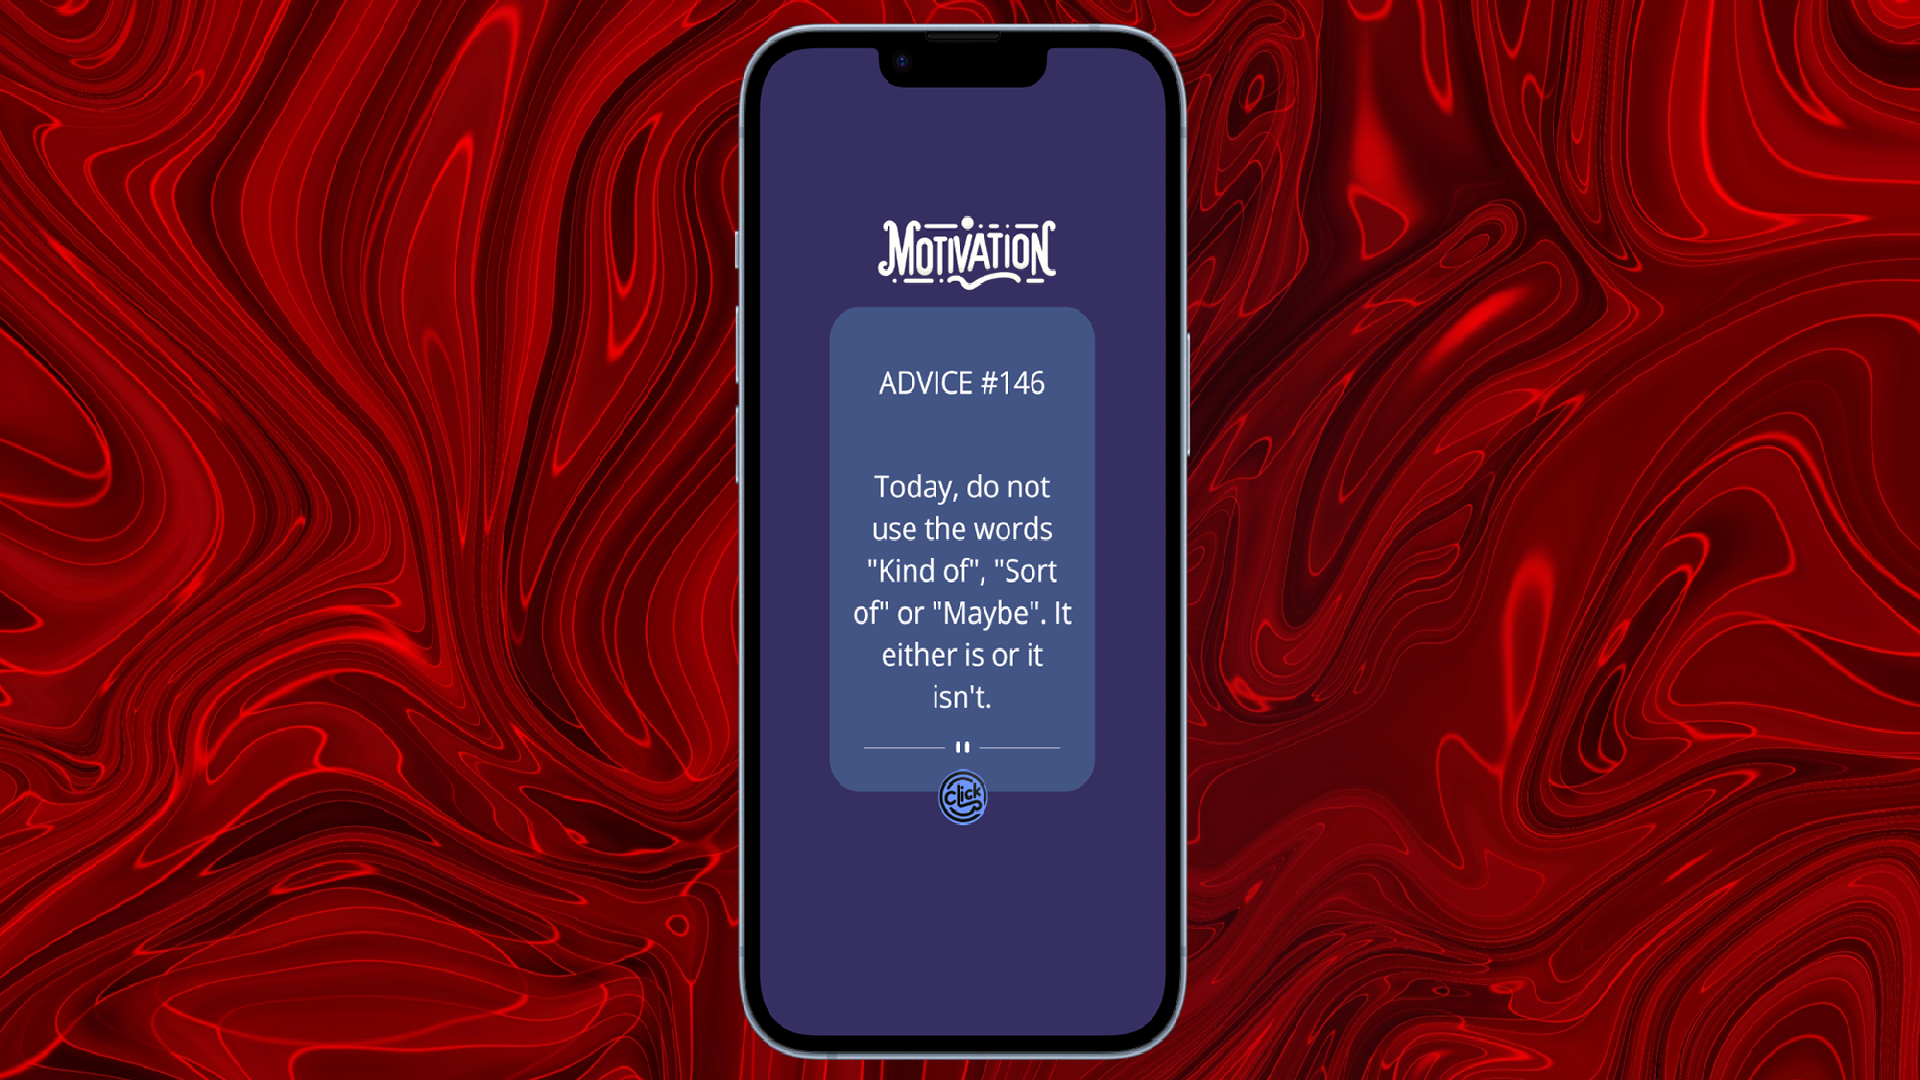 MOTIVATION
ADVICE #146
Today, do not
use the words
"Kind of", "Sort
of" or "Maybe". It
either is or it
isn't.
CLick